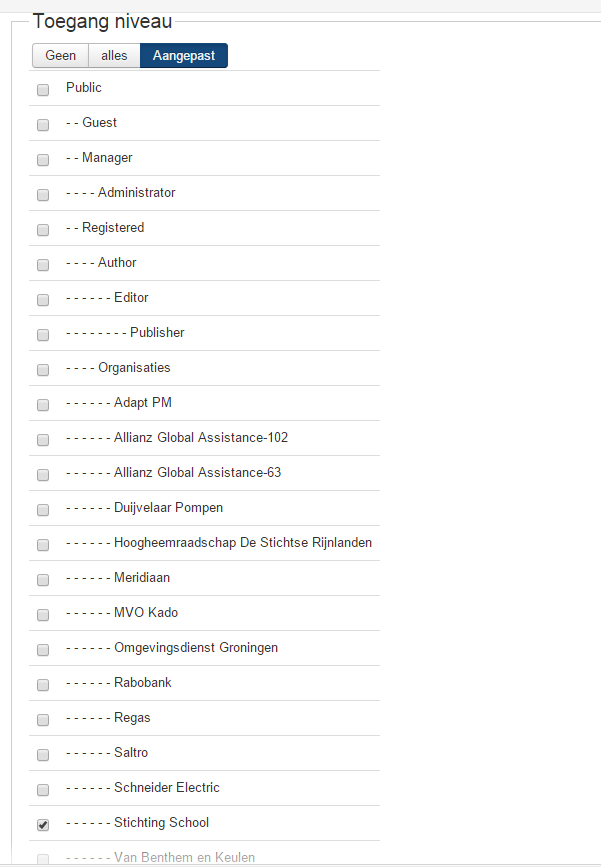 Toegang niveau
Geen alles Aangepast
Public
- - Guest
- - Manager
- - - - Administrator
- - Registered
- - - - Author
- - - - - - Editor
- - - - - - - - Publisher
- - - - Organisaties
- - - - - - Adapt PM
- - - - - - Allianz Global Assistance-102
- - - - - - Allianz Global Assistance-63
- - - - - - Duijvelaar Pompen
- - - - - - Hoogheemraadschap De Stichtse Rijnlanden
- - - - - - Meridiaan
- - - - - - MVO Kado
- - - - - - Omgevingsdienst Groningen
- - - - - - Rabobank
- - - - - - Regas
- - - - - - Saltro
- - - - - - Schneider Electric
- - - - - - Stichting School
- - - - - - Van Benthem en Keulen